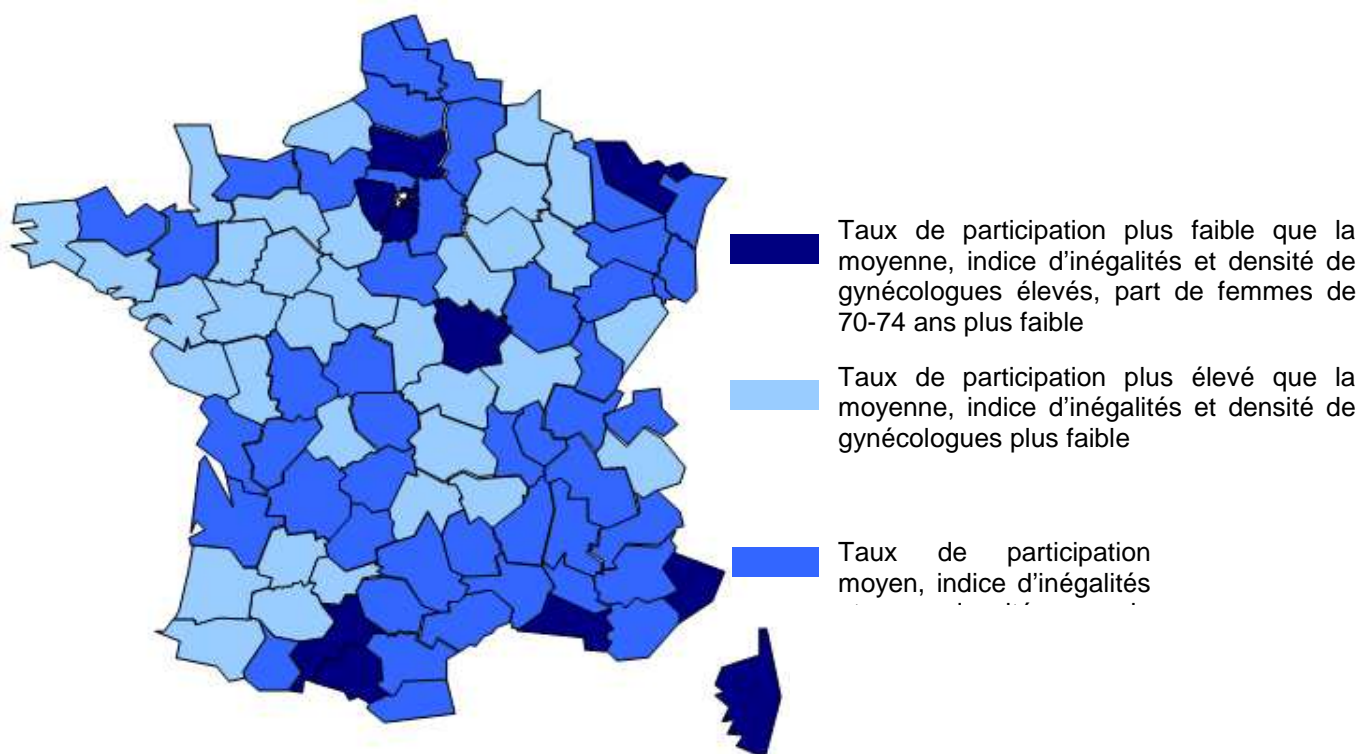 Taux de participation plus faible que la
moyenne, indice d’inégalités et densité de
gynécologues élevés, part de femmes de
70-74 ans plus faible
Taux de participation plus élevé que la
moyenne, indice d’inégalités et densité de
gynécologues plus faible
Taux de participation
moyen, indice d’inégalités